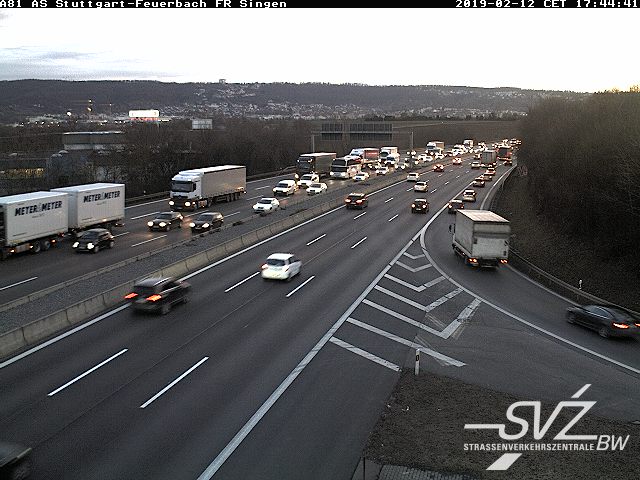 A81 AS Stuttgart-Feuerbach FR Singen 2019-02-12 CET 17:44:41
METER METER
METER METER
SVZ BW
STRASSENVERKEHRSZENTRALE